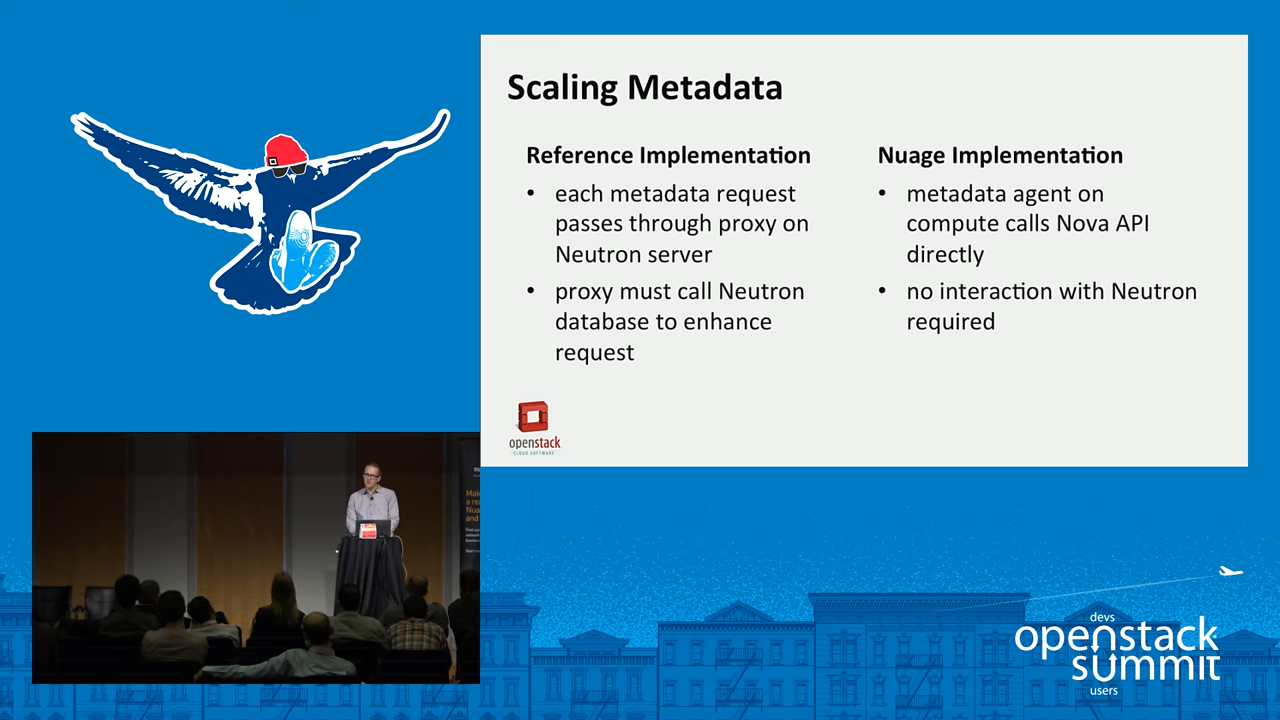 Scaling Metadata
Reference Implementation
• each metadata request
passes through proxy on
Neutron server
• proxy must call Neutron
database to enhance
request
Nuage Implementation
• metadata agent on
compute calls Nova API
directly
• no interaction with Neutron
required
openstack
CLOUD SOFTWARE
devs
openstack
summit
users